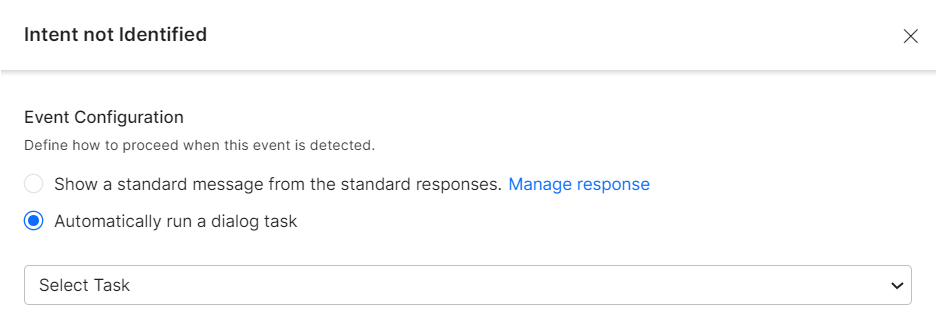 Intent not Identified
Event Configuration
Define how to proceed when this event is detected.
Show a standard message from the standard responses. Manage response
Automatically run a dialog task
Select Task